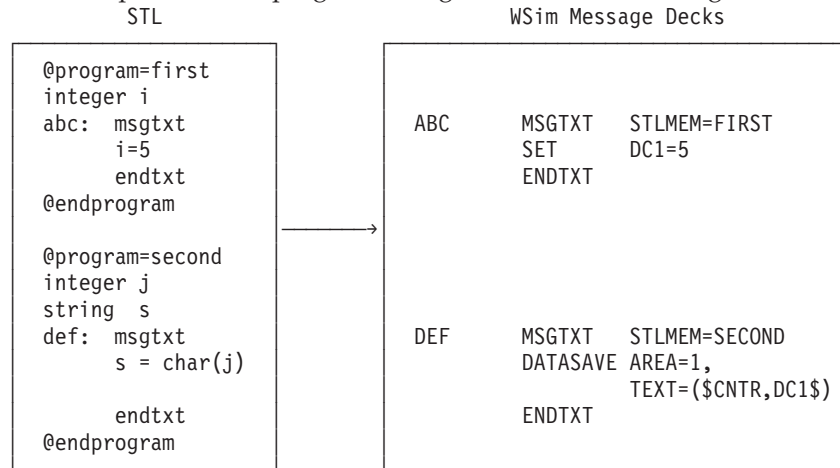 STL
@program=first
integer i
abc: msgtxt
i=5
endtxt
@endprogram
@program=second
integer j
string s
def: msgtxt
s = char(j)
endtxt
@endprogram
WSim Message Decks
ABC MSGTXT STLMEM=FIRST
SET DC1=5
ENDTXT
DEF MSGTXT STLMEM=SECOND
DATASAVE AREA=1,
TEXT=($CNTR,DC1$)
ENDTXT